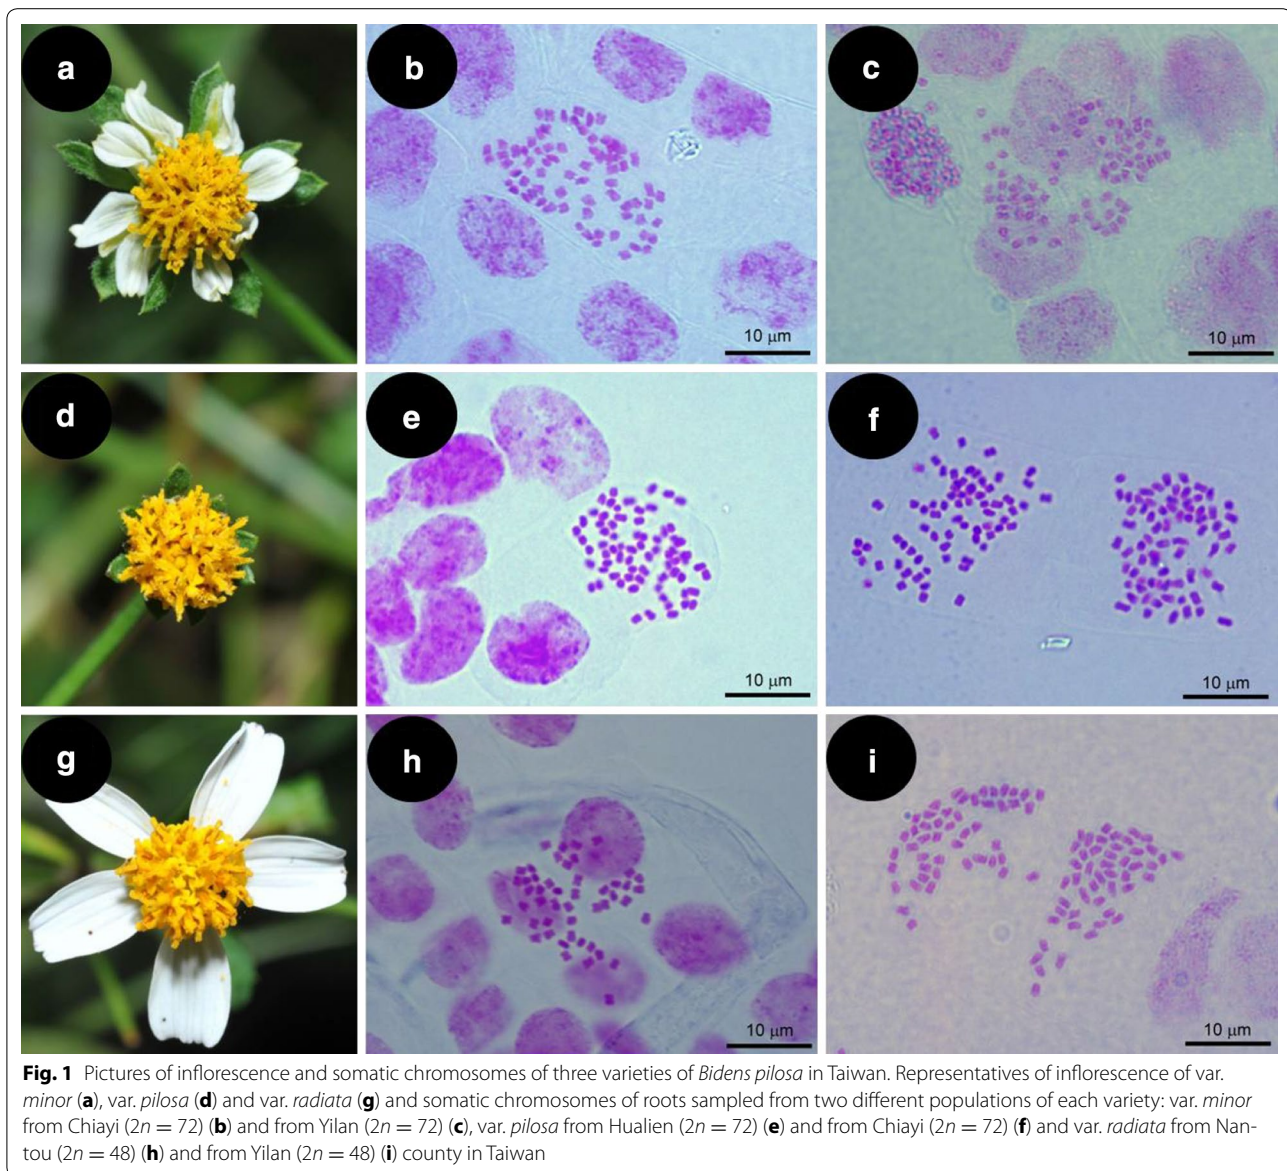 a
b
c
10 μm
10 μm
d
e
f
10 μm
10 μm
g
h
i
10 μm
10 μm
Fig. 1 Pictures of inflorescence and somatic chromosomes of three varieties of Bidens pilosa in Taiwan. Representatives of inflorescence of var.
minor (a), var. pilosa (d) and var. radiata (g) and somatic chromosomes of roots sampled from two different populations of each variety: var. minor
from Chiayi (2n = 72) (b) and from Yilan (2n = 72) (c), var. pilosa from Hualien (2n = 72) (e) and from Chiayi (2n = 72) (f) and var. radiata from Nan-
tou (2n = 48) (h) and from Yilan (2n = 48) (i) county in Taiwan